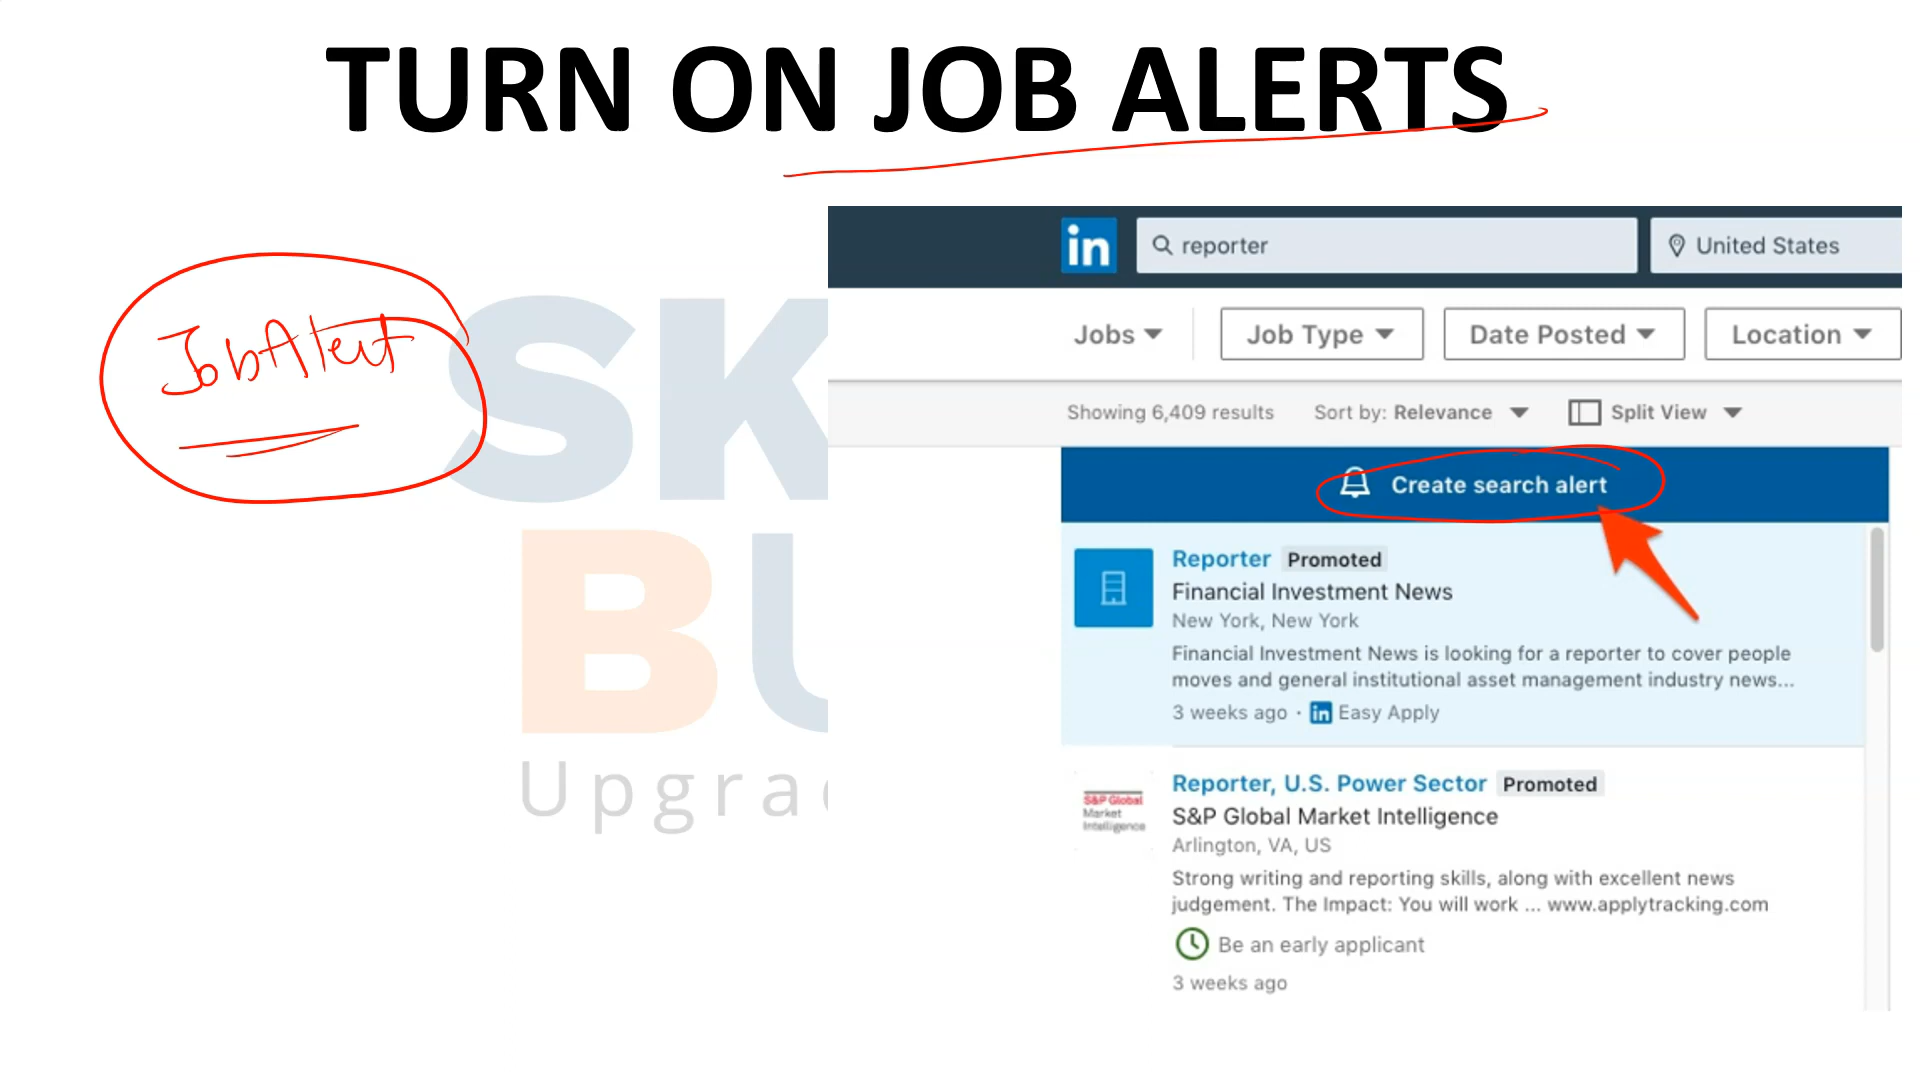 TURN ON JOB ALERTS
JobAlert
SK
BU
Upgra
in
reporter
United States
Jobs
Job Type
Date Posted
Location
Showing 6,409 results
Sort by: Relevance
Split View
Create search alert
Reporter Promoted
Financial Investment News
New York, New York
Financial Investment News is looking for a reporter to cover people
moves and general institutional asset management industry news...
3 weeks ago · in Easy Apply
S&P Global
Market
Intelligence
Reporter, U.S. Power Sector Promoted
S&P Global Market Intelligence
Arlington, VA, US
Strong writing and reporting skills, along with excellent news
judgement. The Impact: You will work ... www.applytracking.com
Be an early applicant
3 weeks ago